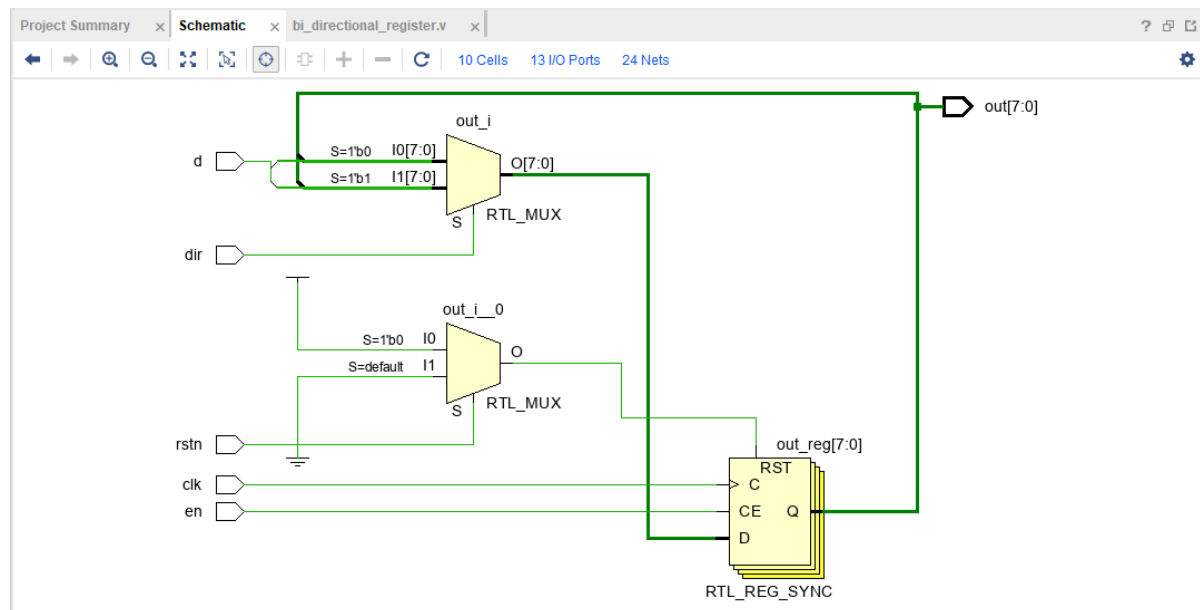 Project Summary × Schematic × bi_directional_register.v ×
?
10 Cells 13 I/O Ports 24 Nets
out[7:0]
out_i
d
S=1'b0 I0[7:0]
O[7:0]
S=1'b1 I1[7:0]
S RTL_MUX
dir
out_i__0
S=1'b0 I0
O
S=default I1
S RTL_MUX
rstn
out_reg[7:0]
RST
clk
C
en
CE Q
D
RTL_REG_SYNC